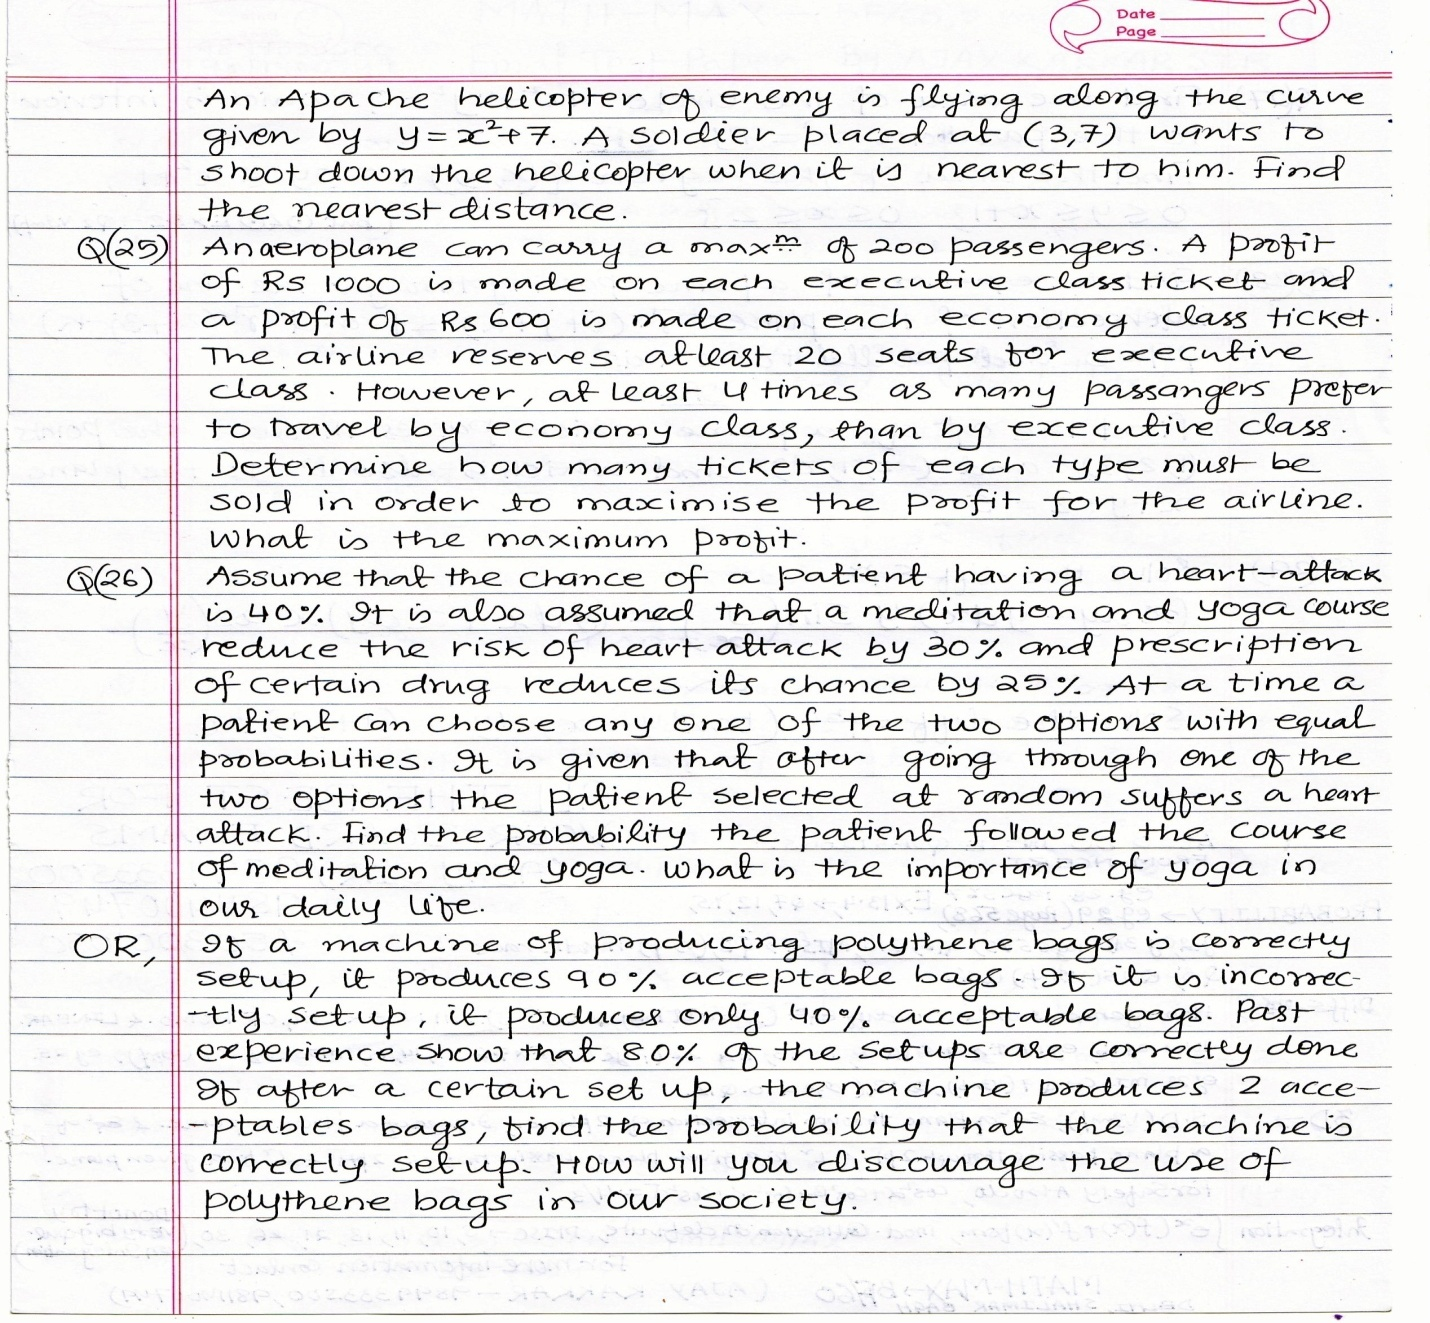 Date
Page
An Apache helicopter of enemy is flying along the curve
given by y = x²+7. A soldier placed at (3,7) wants to
shoot down the helicopter when it is nearest to him. Find
the nearest distance.
Q(25) An aeroplane can carry a maxᵐ of 200 passengers. A profit
of RS 1000 is made on each executive class ticket and
a profit of Rs 600 is made on each economy class ticket.
The airline reserves atleast 20 seats for executive
class. However, at least 4 times as many passangers prefer
to travel by economy class, than by executive class.
Determine how many tickets of each type must be
sold in order to maximise the profit for the airline.
What is the maximum profit.
Q(26) Assume that the chance of a patient having a heart-attack
is 40%. It is also assumed that a meditation and yoga course
reduce the risk of heart attack by 30% and prescription
of certain drug reduces its chance by 25%. At a time a
patient can choose any one of the two options with equal
probabilities. It is given that after going through one of the
two options the patient selected at random suffers a heart
attack. Find the probability the patient followed the course
of meditation and yoga. What is the importance of yoga in
our daily life.
OR, If a machine of producing polythene bags is correctly
setup, it produces 90% acceptable bags. If it is incorrec-
-tly set up, it produces only 40% acceptable bags. Past
experience show that 80% of the setups are correctly done
If after a certain set up, the machine produces 2 acce-
-ptables bags, find the probability that the machine is
correctly set up. How will you discourage the use of
polythene bags in our society.